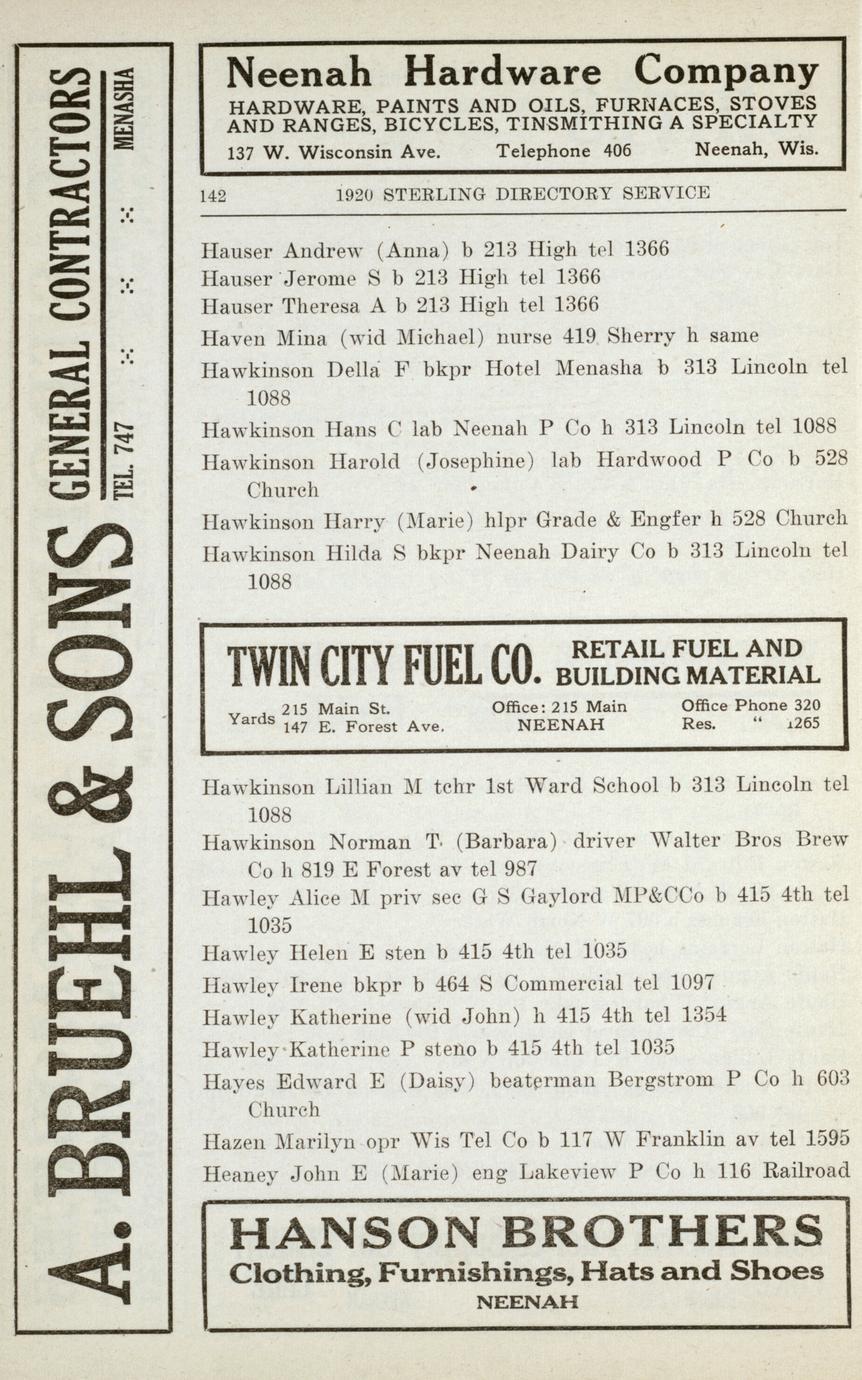 A. BRUEHL & SONS GENERAL CONTRACTORS
TEL. 747 MENASHA
Neenah Hardware Company
HARDWARE, PAINTS AND OILS, FURNACES, STOVES
AND RANGES, BICYCLES, TINSMITHING A SPECIALTY
137 W. Wisconsin Ave. Telephone 406 Neenah, Wis.
142 1920 STERLING DIRECTORY SERVICE
Hauser Andrew (Anna) b 213 High tel 1366
Hauser Jerome S b 213 High tel 1366
Hauser Theresa A b 213 High tel 1366
Haven Mina (wid Michael) nurse 419 Sherry h same
Hawkinson Della F bkpr Hotel Menasha b 313 Lincoln tel
1088
Hawkinson Hans C lab Neenah P Co h 313 Lincoln tel 1088
Hawkinson Harold (Josephine) lab Hardwood P Co b 528
Church
Hawkinson Harry (Marie) hlpr Grade & Engfer h 528 Church
Hawkinson Hilda S bkpr Neenah Dairy Co b 313 Lincoln tel
1088
TWIN CITY FUEL CO. RETAIL FUEL AND
BUILDING MATERIAL
Yards 215 Main St. Office: 215 Main Office Phone 320
147 E. Forest Ave. NEENAH Res. “ 1265
Hawkinson Lillian M tchr 1st Ward School b 313 Lincoln tel
1088
Hawkinson Norman T. (Barbara) driver Walter Bros Brew
Co h 819 E Forest av tel 987
Hawley Alice M priv sec G S Gaylord MP&CCo b 415 4th tel
1035
Hawley Helen E sten b 415 4th tel 1035
Hawley Irene bkpr b 464 S Commercial tel 1097
Hawley Katherine (wid John) h 415 4th tel 1354
Hawley Katherine P steno b 415 4th tel 1035
Hayes Edward E (Daisy) beaterman Bergstrom P Co h 603
Church
Hazen Marilyn opr Wis Tel Co b 117 W Franklin av tel 1595
Heaney John E (Marie) eng Lakeview P Co h 116 Railroad
HANSON BROTHERS
Clothing, Furnishings, Hats and Shoes
NEENAH